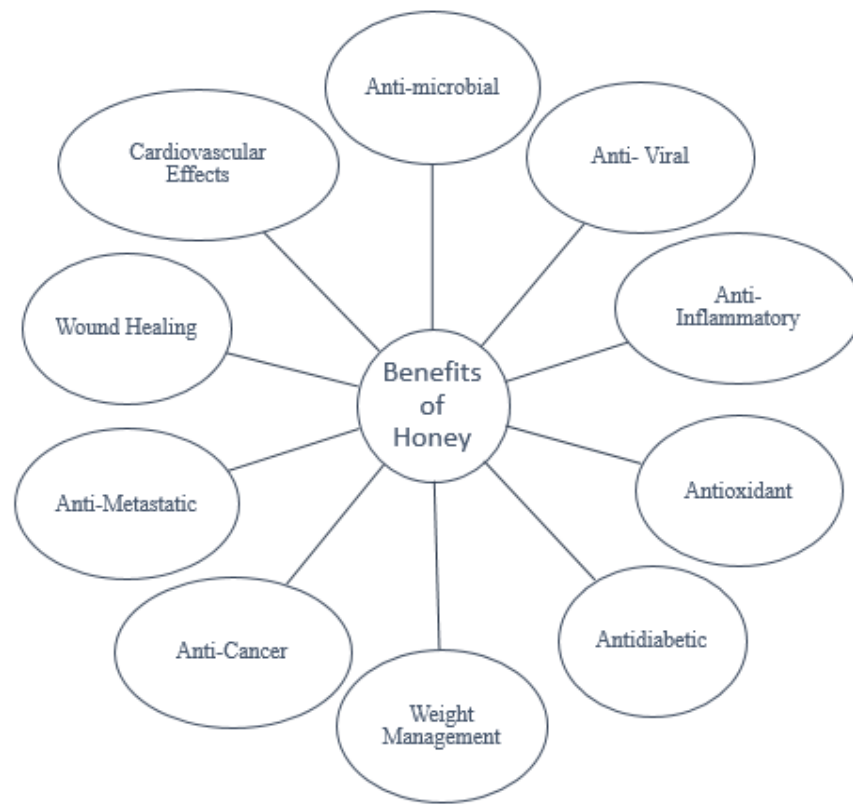 Anti-microbial
Anti- Viral
Cardiovascular
Effects
Anti-
Inflammatory
Wound Healing
Benefits
of
Honey
Antioxidant
Anti-Metastatic
Antidiabetic
Anti-Cancer
Weight
Management